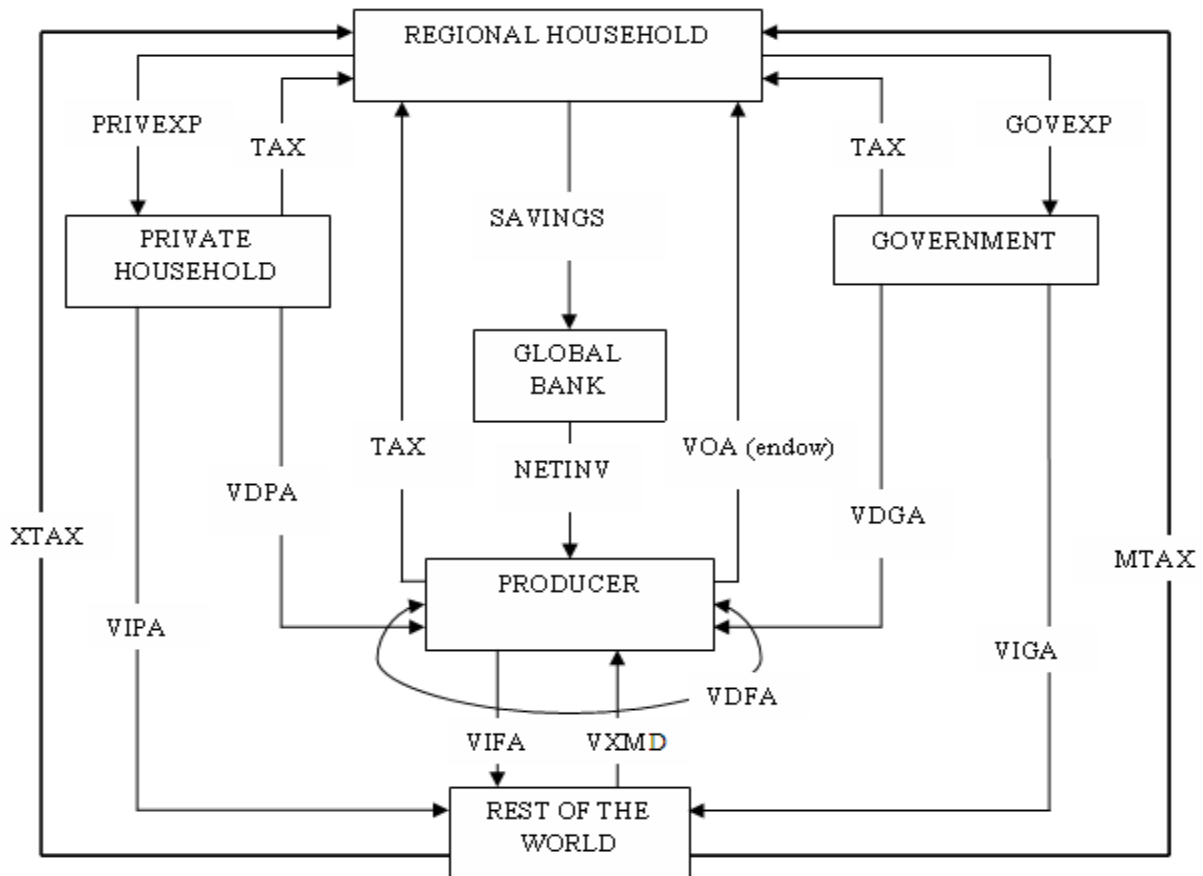 REGIONAL HOUSEHOLD
PRIVEXP
TAX
TAX
GOVEXP
SAVINGS
PRIVATE
HOUSEHOLD
GOVERNMENT
GLOBAL
BANK
TAX
VOA (endow)
NETINV
VDPA
VDGA
XTAX
MTAX
PRODUCER
VIPA
VIGA
VDFA
VIFA
VXMD
REST OF THE
WORLD